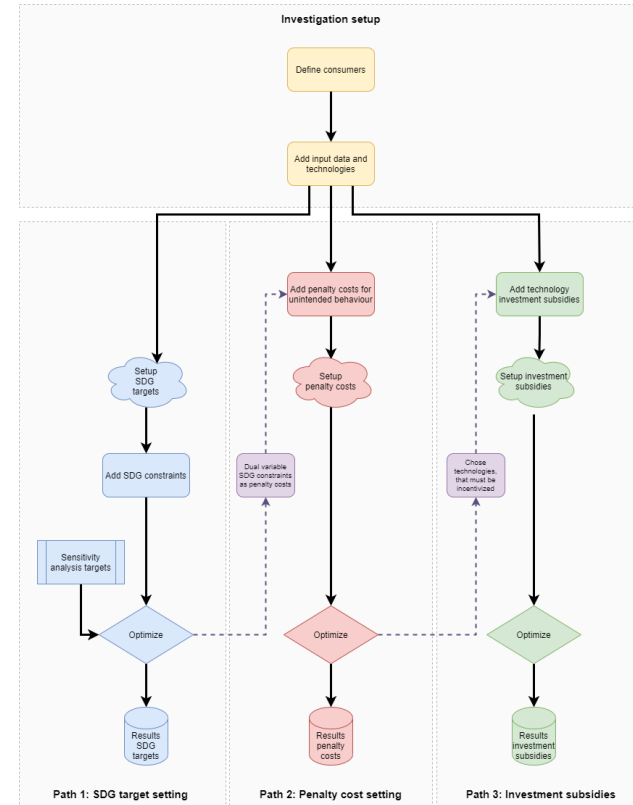 Investigation setup
Define consumers
Add input data and
technologies
Add penalty costs for
unintended behaviour
Add technology
investment subsidies
Setup
SDG
targets
Setup
penalty costs
Setup investment
subsidies
Add SDG constraints
Dual variable
SDG constraints
as penalty costs
Chose
technologies,
that must be
incentivized
Sensitivity
analysis targets
Optimize
Optimize
Optimize
Results
SDG
targets
Results
penalty
costs
Results
investment
subsidies
Path 1: SDG target setting
Path 2: Penalty cost setting
Path 3: Investment subsidies